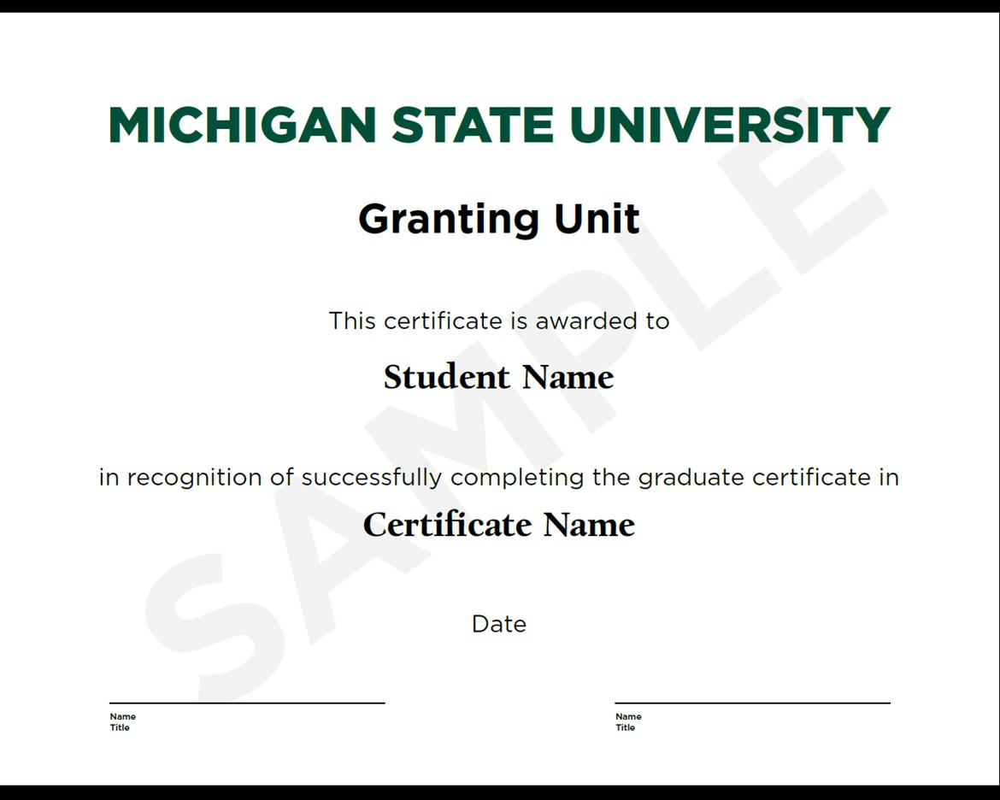 MICHIGAN STATE UNIVERSITY
Granting Unit
This certificate is awarded to
Student Name
in recognition of successfully completing the graduate certificate in
Certificate Name
Date
Name
Title
Name
Title
SAMPLE